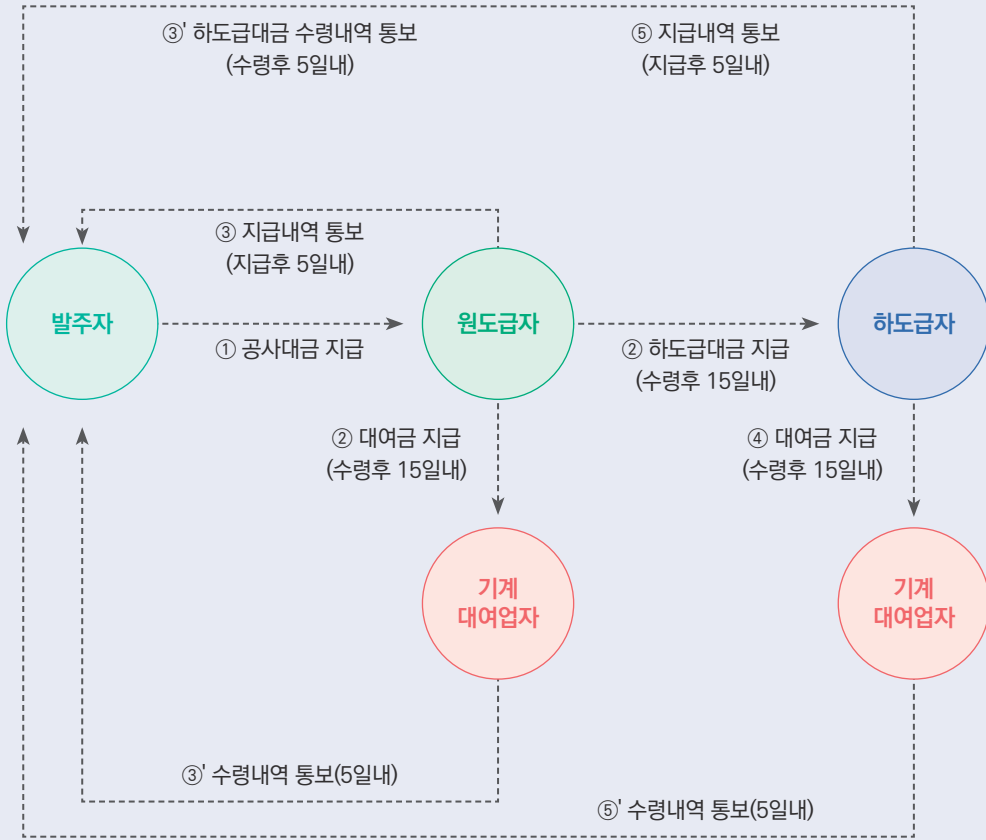 ③' 하도급대금 수령내역 통보
(수령후 5일내)
⑤ 지급내역 통보
(지급후 5일내)
③ 지급내역 통보
(지급후 5일내)
발주자
① 공사대금 지급
원도급자
② 하도급대금 지급
(수령후 15일내)
하도급자
② 대여금 지급
(수령후 15일내)
④ 대여금 지급
(수령후 15일내)
기계
대여업자
기계
대여업자
③' 수령내역 통보(5일내)
⑤' 수령내역 통보(5일내)